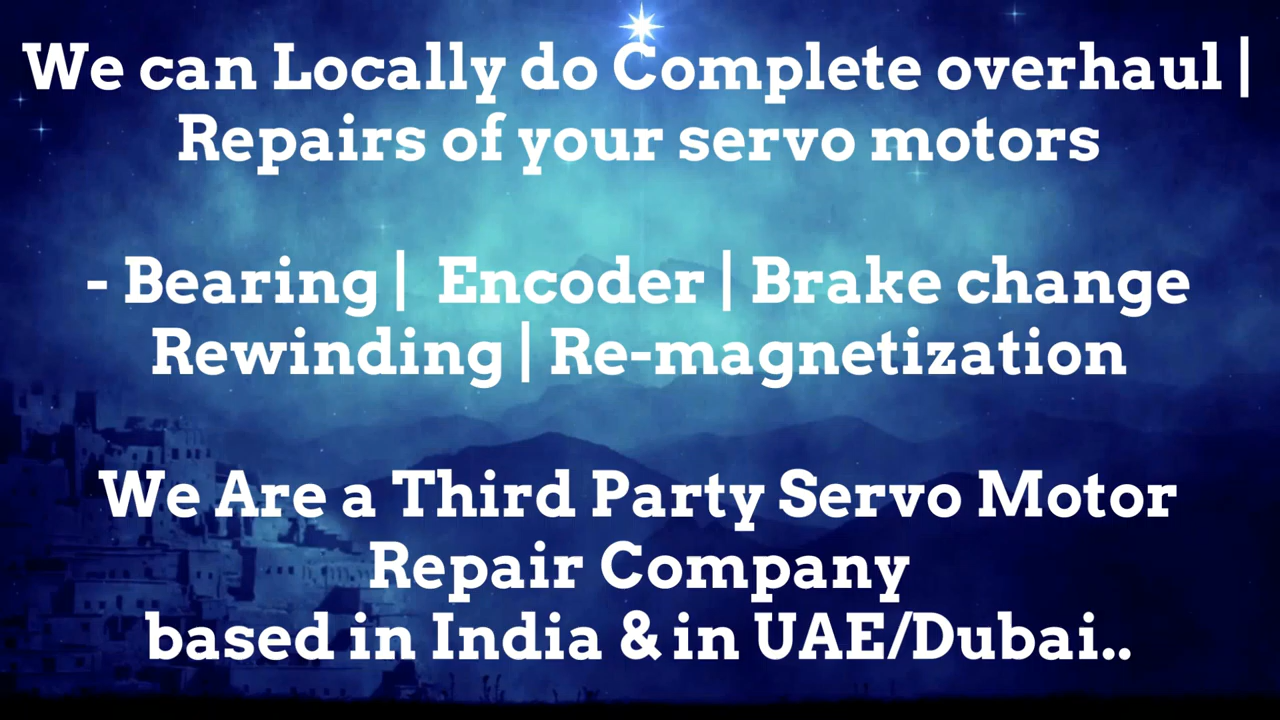 We can Locally do Complete overhaul |
Repairs of your servo motors
- Bearing | Encoder | Brake change
Rewinding | Re-magnetization
We Are a Third Party Servo Motor
Repair Company
based in India & in UAE/Dubai..